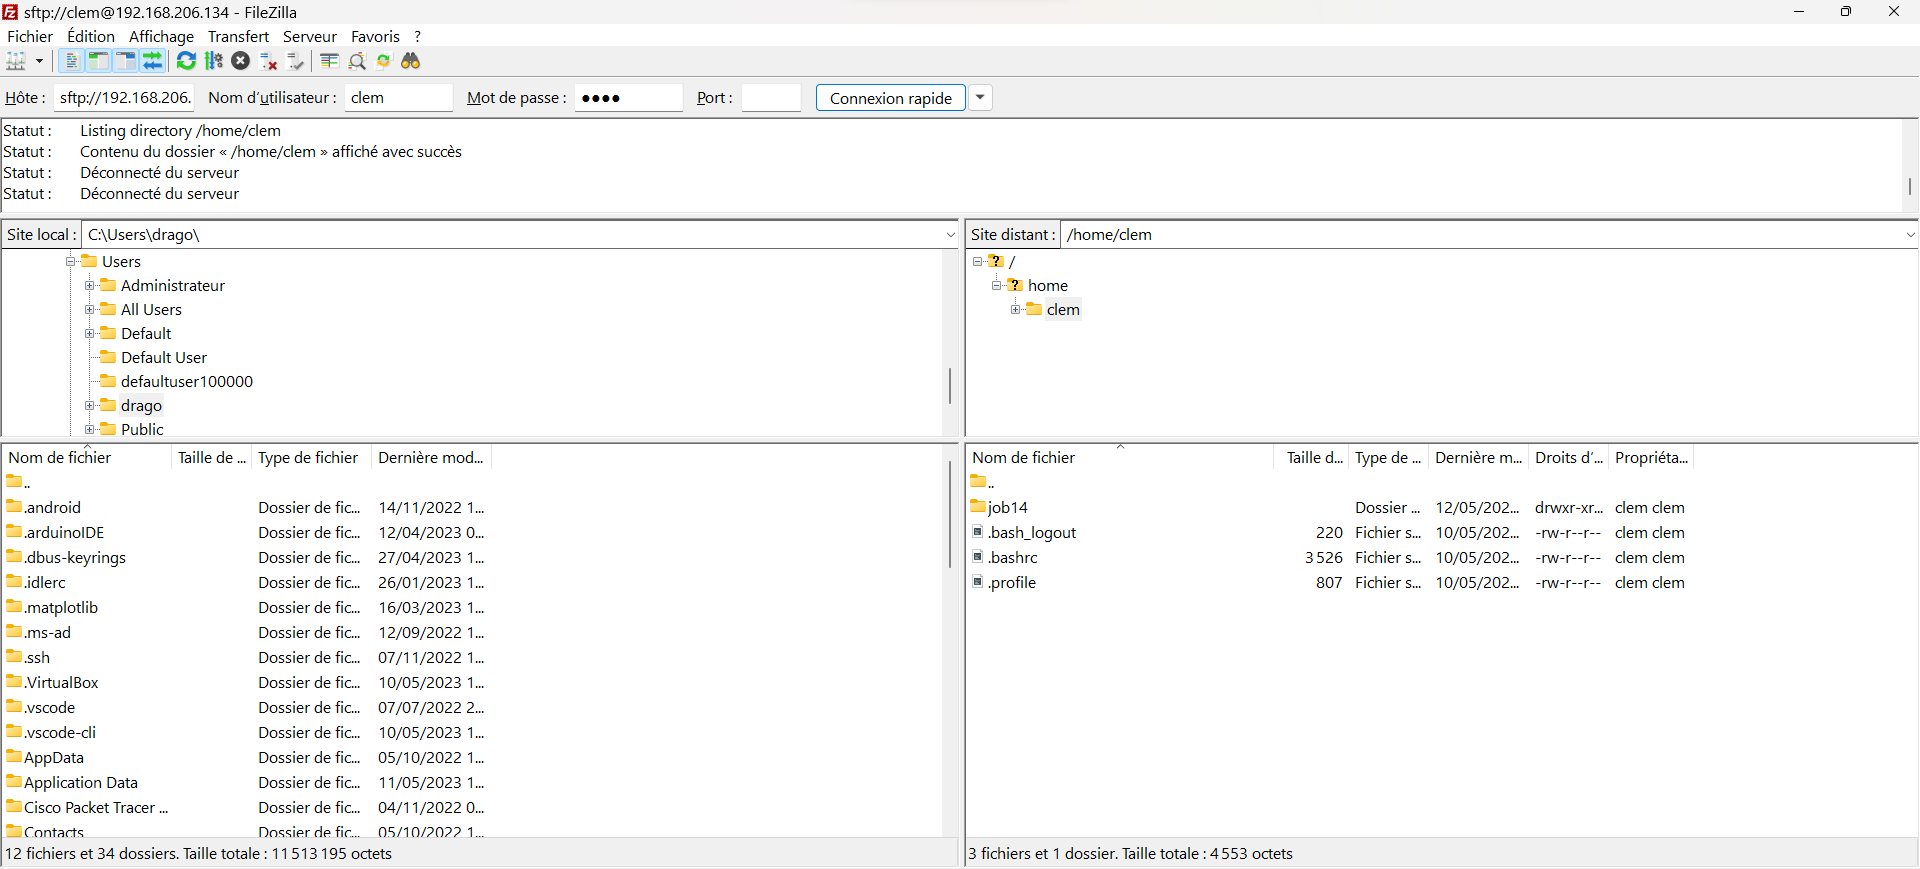 sftp://clem@192.168.206.134 - FileZilla
Fichier Édition Affichage Transfert Serveur Favoris ?
Hôte : sftp://192.168.206. Nom d'utilisateur : clem Mot de passe : ●●●● Port : Connexion rapide
Statut : Listing directory /home/clem
Statut : Contenu du dossier « /home/clem » affiché avec succès
Statut : Déconnecté du serveur
Statut : Déconnecté du serveur
Site local : C:\Users\drago\
Users
Administrateur
All Users
Default
Default User
defaultuser100000
drago
Public
Nom de fichier Taille de ... Type de fichier Dernière mod...
..
.android Dossier de fic... 14/11/2022 1...
.arduinoIDE Dossier de fic... 12/04/2023 0...
.dbus-keyrings Dossier de fic... 27/04/2023 1...
.idlerc Dossier de fic... 26/01/2023 1...
.matplotlib Dossier de fic... 16/03/2023 1...
.ms-ad Dossier de fic... 12/09/2022 1...
.ssh Dossier de fic... 07/11/2022 1...
.VirtualBox Dossier de fic... 10/05/2023 1...
.vscode Dossier de fic... 07/07/2022 2...
.vscode-cli Dossier de fic... 10/05/2023 1...
AppData Dossier de fic... 05/10/2022 1...
Application Data Dossier de fic... 11/05/2023 1...
Cisco Packet Tracer ... Dossier de fic... 04/11/2022 0...
Contacts Dossier de fic... 05/10/2022 1...
12 fichiers et 34 dossiers. Taille totale : 11 513 195 octets
Site distant : /home/clem
/
home
clem
Nom de fichier Taille d... Type de ... Dernière m... Droits d'... Propriéta...
..
job14 Dossier ... 12/05/202... drwxr-xr... clem clem
.bash_logout 220 Fichier s... 10/05/202... -rw-r--r-- clem clem
.bashrc 3 526 Fichier s... 10/05/202... -rw-r--r-- clem clem
.profile 807 Fichier s... 10/05/202... -rw-r--r-- clem clem
3 fichiers et 1 dossier. Taille totale : 4 553 octets